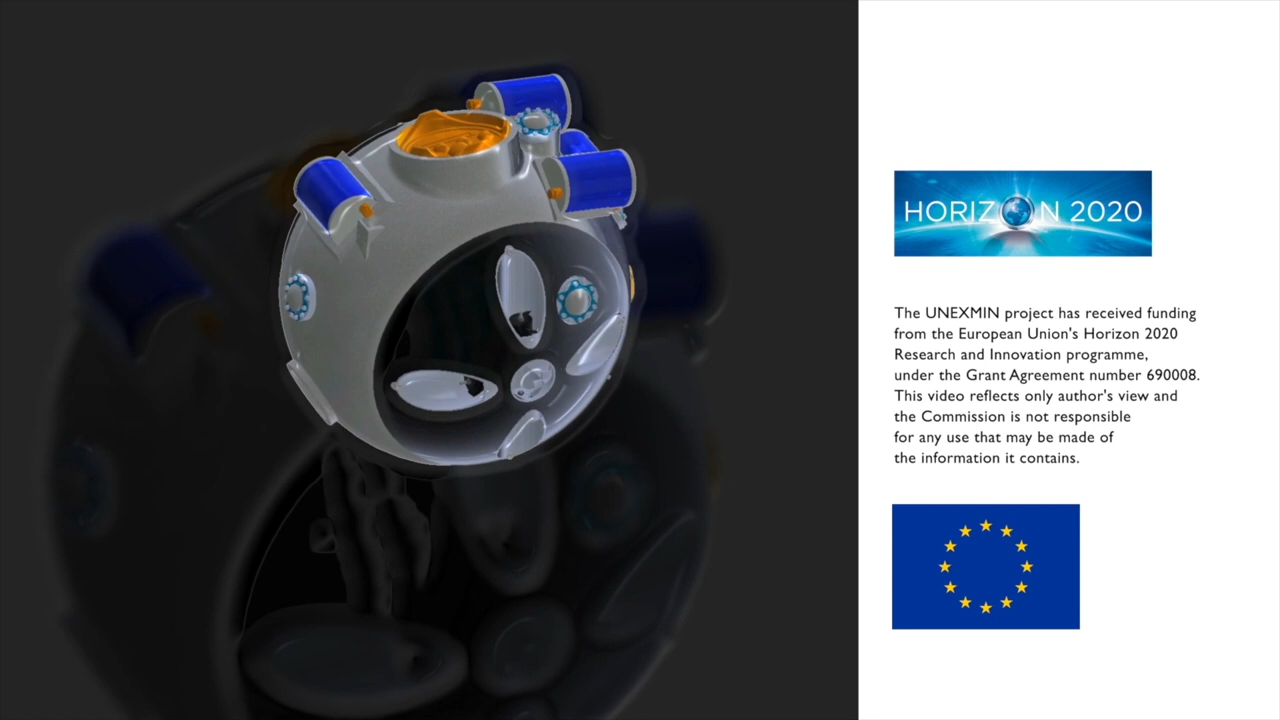 HORIZON 2020
The UNEXMIN project has received funding
from the European Union's Horizon 2020
Research and Innovation programme,
under the Grant Agreement number 690008.
This video reflects only author's view and
the Commission is not responsible
for any use that may be made of
the information it contains.